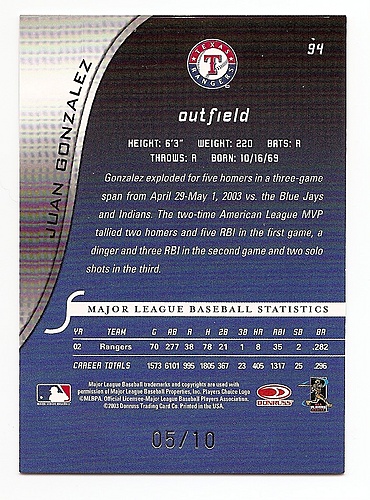 94
TEXAS
T
RANGERS
JUAN GONZALEZ
outfield
HEIGHT: 6'3" WEIGHT: 220 BATS: R
THROWS: R BORN: 10/16/69
Gonzalez exploded for five homers in a three-game
span from April 29-May 1, 2003 vs. the Blue Jays
and Indians. The two-time American League MVP
tallied two homers and five RBI in the first game, a
dinger and three RBI in the second game and two solo
shots in the third.
MAJOR LEAGUE BASEBALL STATISTICS
YR TEAM G AB R H 2B 3B HR RBI SB BA
02 Rangers 70 277 38 78 21 1 8 35 2 .282
CAREER TOTALS 1573 6101 995 1805 367 23 405 1317 25 .296
Major League Baseball trademarks and copyrights are used with
permission of Major League Baseball Properties, Inc. Players Choice Logo
©MLBPA. Official Licensee-Major League Baseball Players Association.
©2003 Donruss Trading Card Co. Printed in the USA.
DONRUSS
05/10